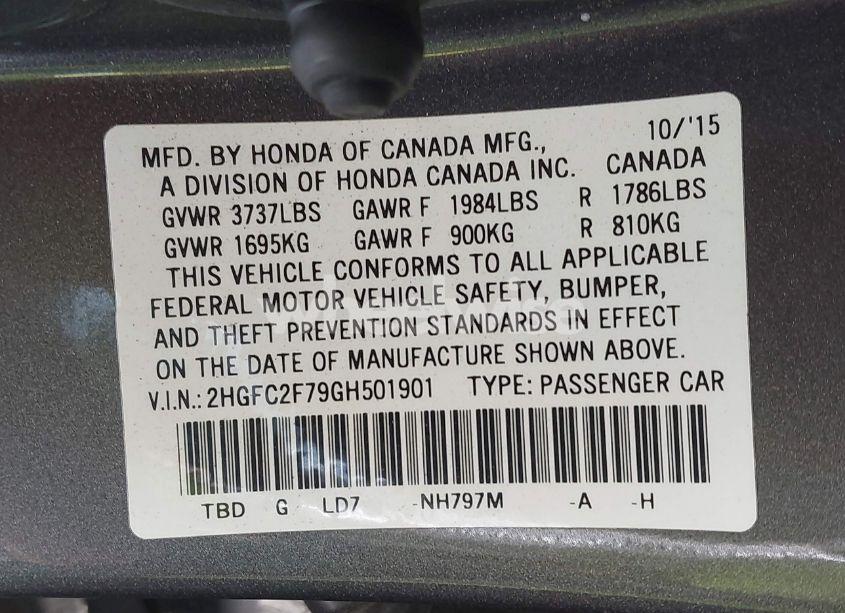 MFD. BY HONDA OF CANADA MFG., 10/'15
A DIVISION OF HONDA CANADA INC. CANADA
GVWR 3737LBS GAWR F 1984LBS R 1786LBS
GVWR 1695KG GAWR F 900KG R 810KG
THIS VEHICLE CONFORMS TO ALL APPLICABLE
FEDERAL MOTOR VEHICLE SAFETY, BUMPER,
AND THEFT PREVENTION STANDARDS IN EFFECT
ON THE DATE OF MANUFACTURE SHOWN ABOVE.
V.I.N.: 2HGFC2F79GH501901 TYPE: PASSENGER CAR
TBD G LD7 -NH797M -A -H